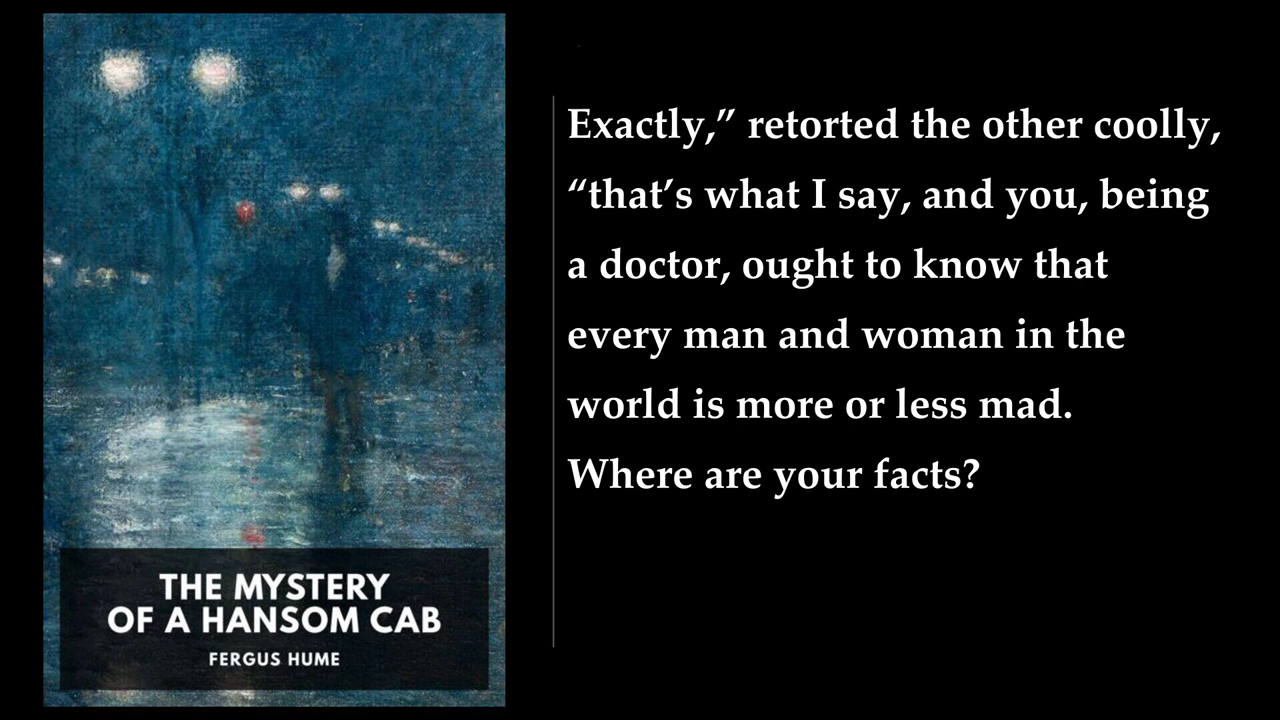 THE MYSTERY
OF A HANSOM CAB
FERGUS HUME
Exactly,” retorted the other coolly,
“that’s what I say, and you, being
a doctor, ought to know that
every man and woman in the
world is more or less mad.
Where are your facts?